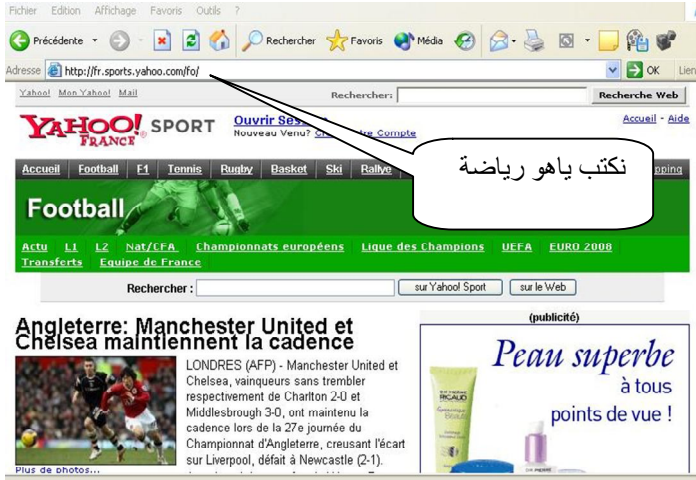 Fichier Edition Affichage Favoris Outils ?
Précédente Rechercher Favoris Média
Adresse http://fr.sports.yahoo.com/fo/ OK Lien
Yahoo! Mon Yahoo! Mail Rechercher: Recherche Web
YAHOO! FRANCE SPORT
Ouvrir Accueil - Aide
Nouveau Venu? Compte
نكتب ياهو رياضة
Accueil Football F1 Tennis Rugby Basket Ski Rallye
Football
Actu L1 L2 Nat/CFA Championnats européens Ligue des Champions UEFA EURO 2008
Transferts Equipe de France
Rechercher : sur Yahoo! Sport sur le Web
Angleterre: Manchester United et
Chelsea maintiennent la cadence
LONDRES (AFP) - Manchester United et
Chelsea, vainqueurs sans trembler
respectivement de Charlton 2-0 et
Middlesbrough 3-0, ont maintenu la
cadence lors de la 27e journée du
Championnat d'Angleterre, creusant l'écart
sur Liverpool, défait à Newcastle (2-1).
Plus de photos...
(publicité)
Peau superbe
à tous
points de vue !
RICAUD